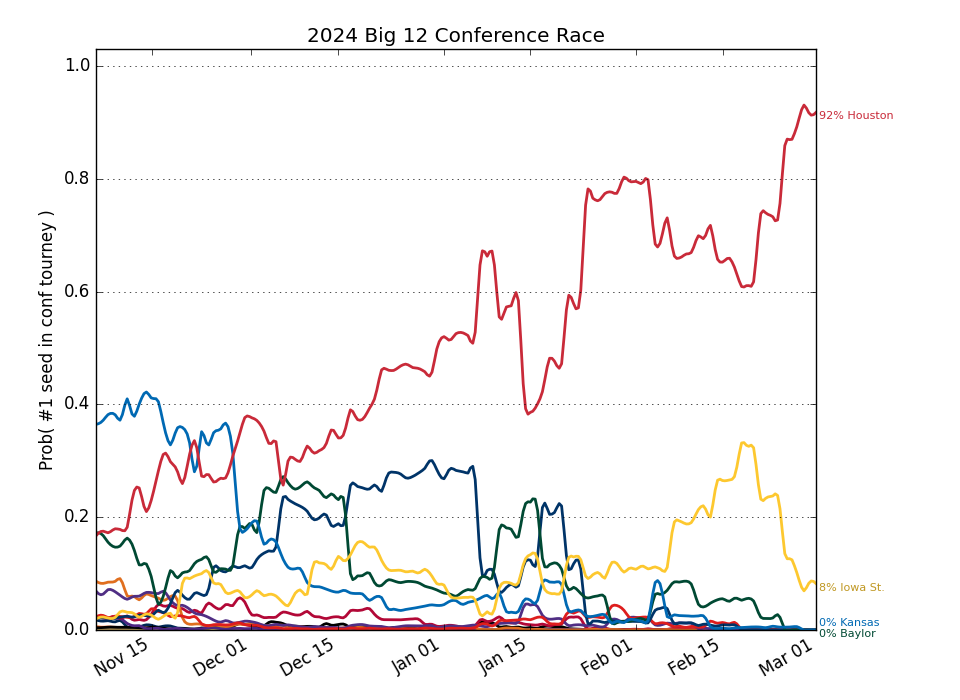 2024 Big 12 Conference Race
Prob( #1 seed in conf tourney )
1.0
0.8
0.6
0.4
0.2
0.0
92% Houston
8% Iowa St.
0% Kansas
0% Baylor
Nov 15
Dec 01
Dec 15
Jan 01
Jan 15
Feb 01
Feb 15
Mar 01